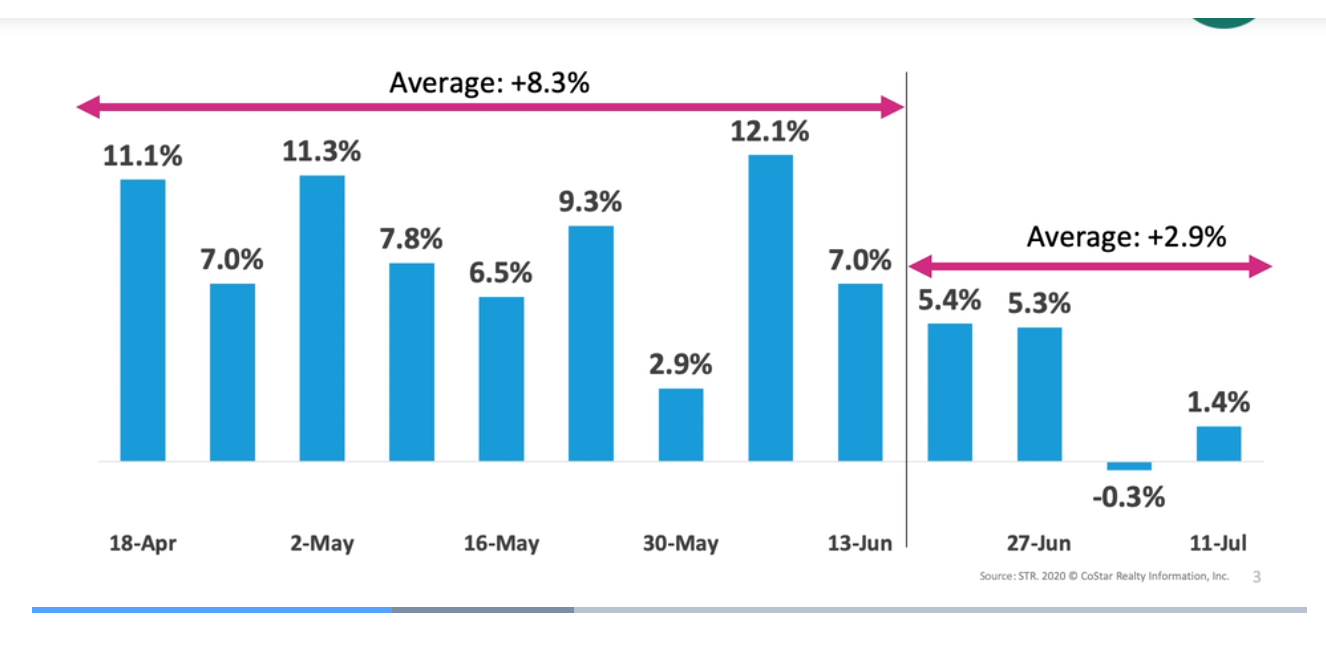 Average: +8.3%
12.1%
11.1%
11.3%
9.3%
Average: +2.9%
7.8%
7.0%
6.5%
7.0%
5.4%
5.3%
2.9%
1.4%
-0.3%
18-Apr
2-May
16-May
30-May
13-Jun
27-Jun
11-Jul
Source: STR. 2020 © CoStar Realty Information, Inc.
3